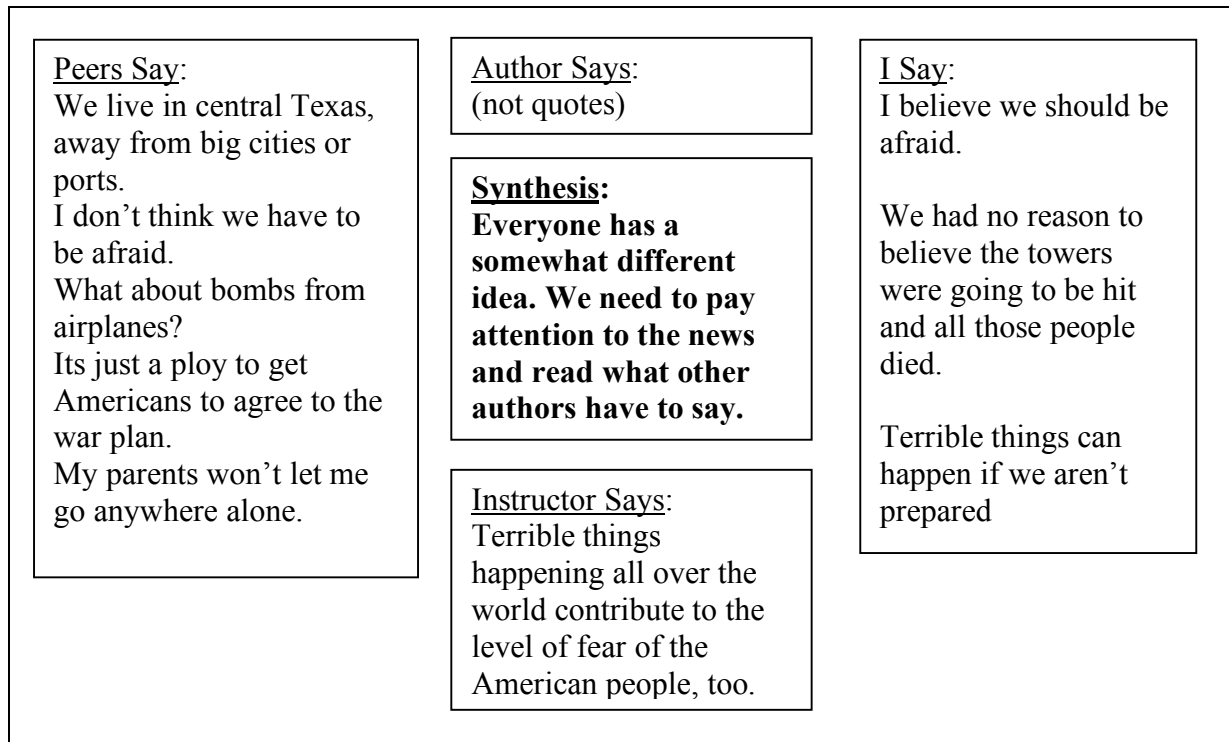 Peers Say:
We live in central Texas,
away from big cities or
ports.
I don’t think we have to
be afraid.
What about bombs from
airplanes?
Its just a ploy to get
Americans to agree to the
war plan.
My parents won’t let me
go anywhere alone.
Author Says:
(not quotes)
Synthesis:
Everyone has a
somewhat different
idea. We need to pay
attention to the news
and read what other
authors have to say.
Instructor Says:
Terrible things
happening all over the
world contribute to the
level of fear of the
American people, too.
I Say:
I believe we should be
afraid.
We had no reason to
believe the towers
were going to be hit
and all those people
died.
Terrible things can
happen if we aren’t
prepared